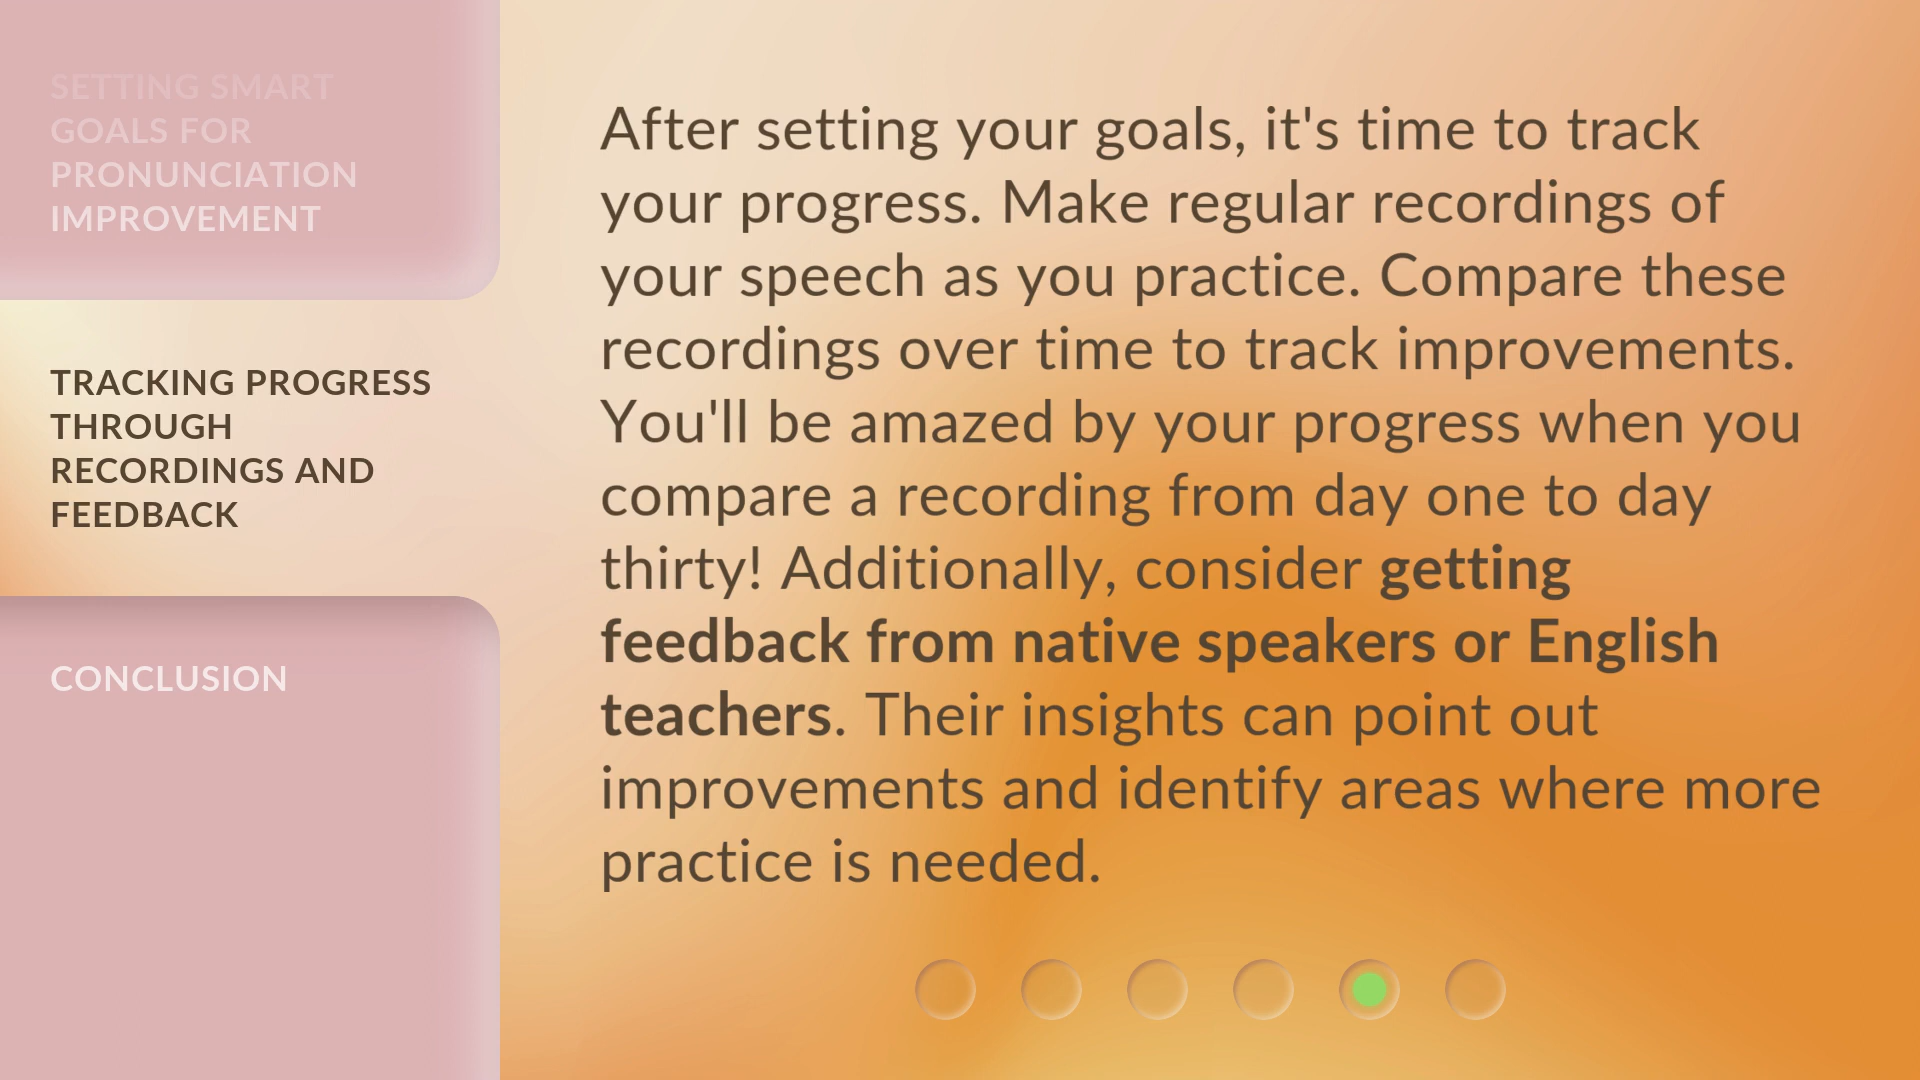 SETTING SMART
GOALS FOR
PRONUNCIATION
IMPROVEMENT
TRACKING PROGRESS
THROUGH
RECORDINGS AND
FEEDBACK
CONCLUSION
After setting your goals, it's time to track
your progress. Make regular recordings of
your speech as you practice. Compare these
recordings over time to track improvements.
You'll be amazed by your progress when you
compare a recording from day one to day
thirty! Additionally, consider getting
feedback from native speakers or English
teachers. Their insights can point out
improvements and identify areas where more
practice is needed.